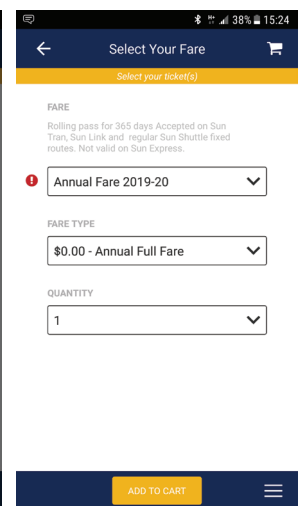 38% 15:24
Select Your Fare
Select your ticket(s)
FARE
Rolling pass for 365 days Accepted on Sun
Tran, Sun Link and regular Sun Shuttle fixed
routes. Not valid on Sun Express.
Annual Fare 2019-20
FARE TYPE
$0.00 - Annual Full Fare
QUANTITY
1
ADD TO CART